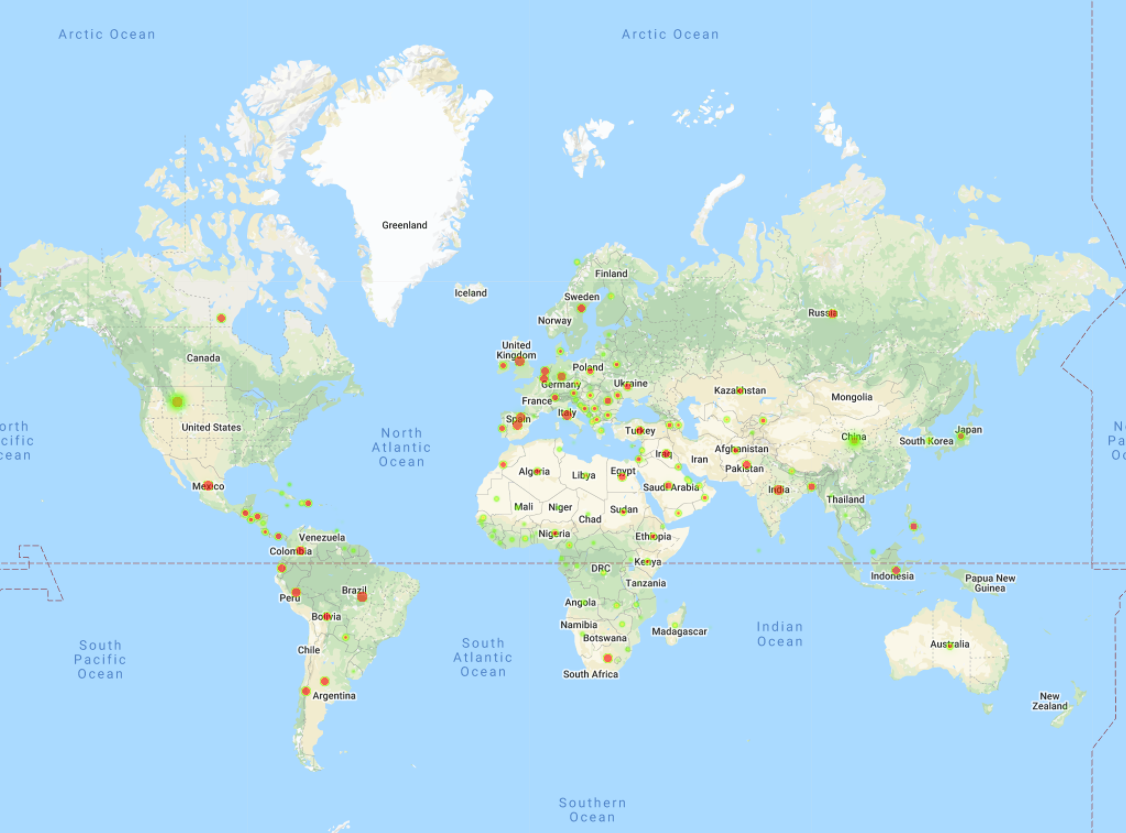 Arctic Ocean
Arctic Ocean
Greenland
Iceland
Finland
Sweden
Norway
Russia
United
Kingdom
Canada
Poland
Germany
Ukraine
France
Kazakhstan
Mongolia
Spain
Italy
United States
North
Atlantic
Ocean
Turkey
China
South Korea
Japan
Iraq
Iran
Afghanistan
Pakistan
Algeria
Libya
Egypt
Saudi Arabia
India
Mexico
Mali
Niger
Chad
Sudan
Thailand
Nigeria
Ethiopia
Venezuela
Colombia
DRC
Kenya
Tanzania
Indonesia
Papua New
Guinea
Peru
Brazil
Bolivia
Angola
Namibia
Botswana
Madagascar
Indian
Ocean
South
Pacific
Ocean
South
Atlantic
Ocean
Chile
Australia
South Africa
Argentina
New
Zealand
Southern
Ocean